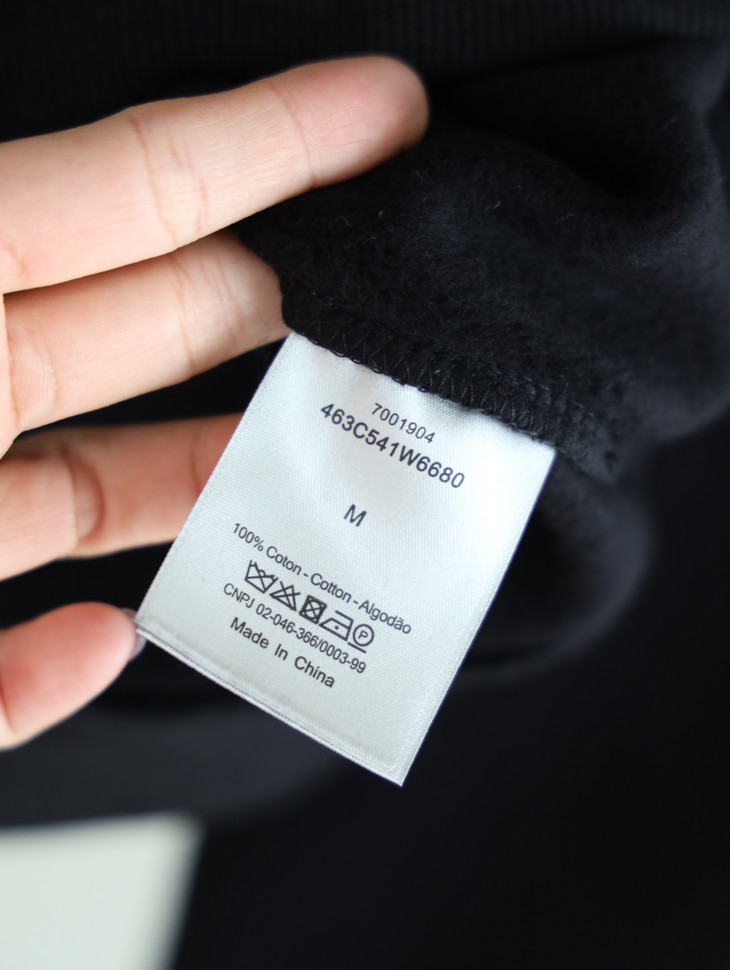 7001904
463C541W6680
M
100% Coton - Cotton - Algodão
P
CNPJ 02-046-366/0003-99
Made In China